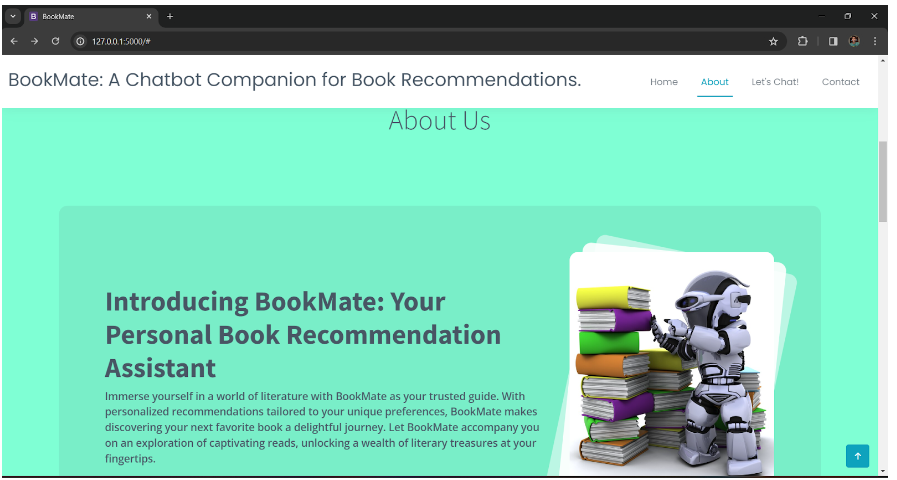 B BookMate
127.0.0.1:5000/#
BookMate: A Chatbot Companion for Book Recommendations.
Home About Let's Chat! Contact
About Us
Introducing BookMate: Your
Personal Book Recommendation
Assistant
Immerse yourself in a world of literature with BookMate as your trusted guide. With
personalized recommendations tailored to your unique preferences, BookMate makes
discovering your next favorite book a delightful journey. Let BookMate accompany you
on an exploration of captivating reads, unlocking a wealth of literary treasures at your
fingertips.